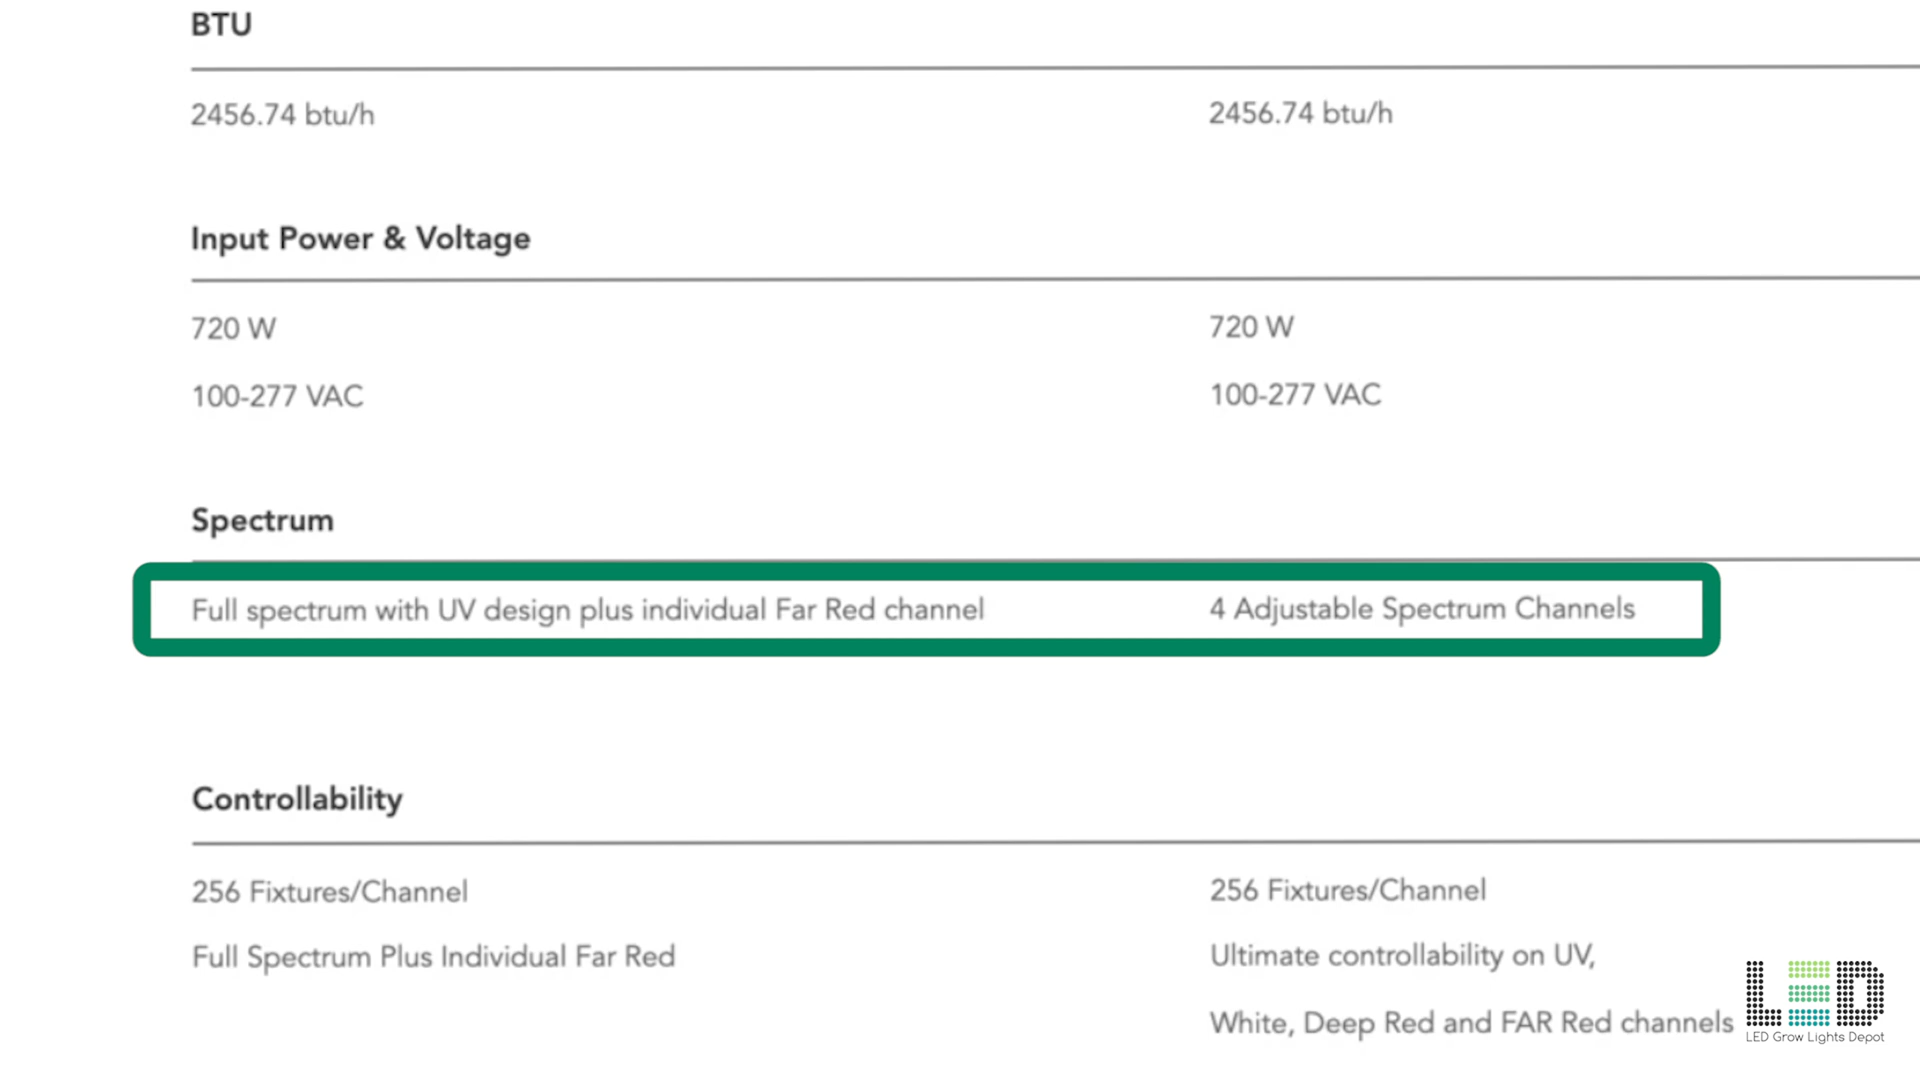 BTU
2456.74 btu/h 2456.74 btu/h
Input Power & Voltage
720 W 720 W
100-277 VAC 100-277 VAC
Spectrum
Full spectrum with UV design plus individual Far Red channel 4 Adjustable Spectrum Channels
Controllability
256 Fixtures/Channel 256 Fixtures/Channel
Full Spectrum Plus Individual Far Red Ultimate controllability on UV,
White, Deep Red and FAR Red channels
LED
LED Grow Lights Depot